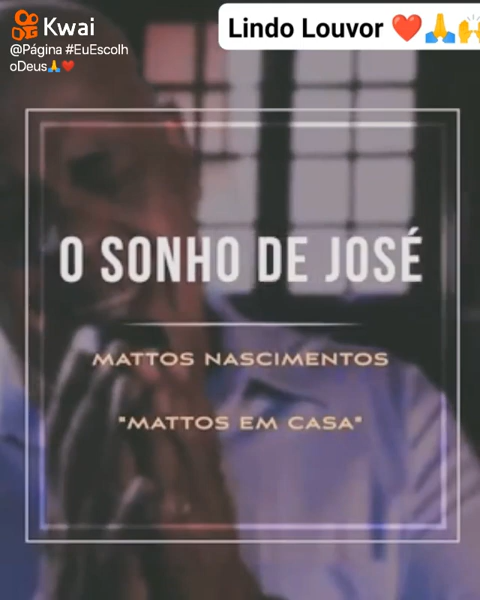 Kwai
@Página #EuEscolh
oDeus🙏❤️
Lindo Louvor ❤️🙏🙌
O SONHO DE JOSÉ
MATTOS NASCIMENTOS
"MATTOS EM CASA"